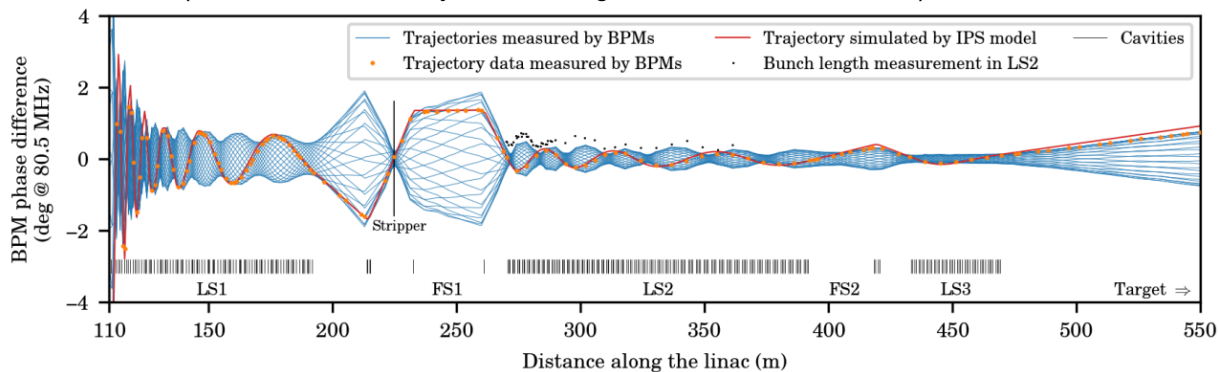 4
2
0
−2
−4
BPM phase difference
(deg @ 80.5 MHz)
Trajectories measured by BPMs
Trajectory data measured by BPMs
Trajectory simulated by IPS model
Bunch length measurement in LS2
Cavities
Stripper
LS1
FS1
LS2
FS2
LS3
Target ⇒
110 150 200 250 300 350 400 450 500 550
Distance along the linac (m)